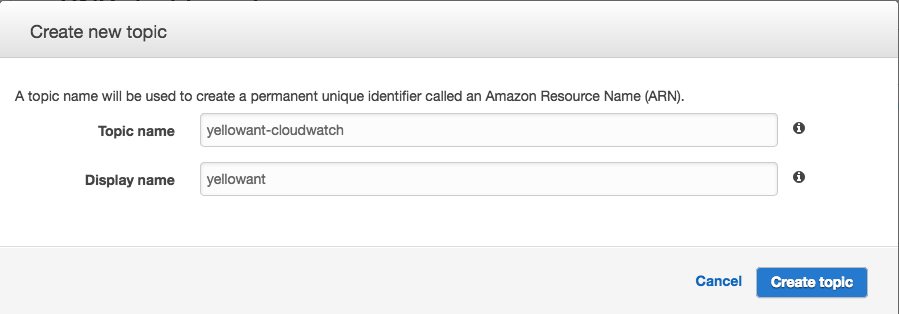 Create new topic
A topic name will be used to create a permanent unique identifier called an Amazon Resource Name (ARN).
Topic name yellowant-cloudwatch
Display name yellowant
Cancel Create topic